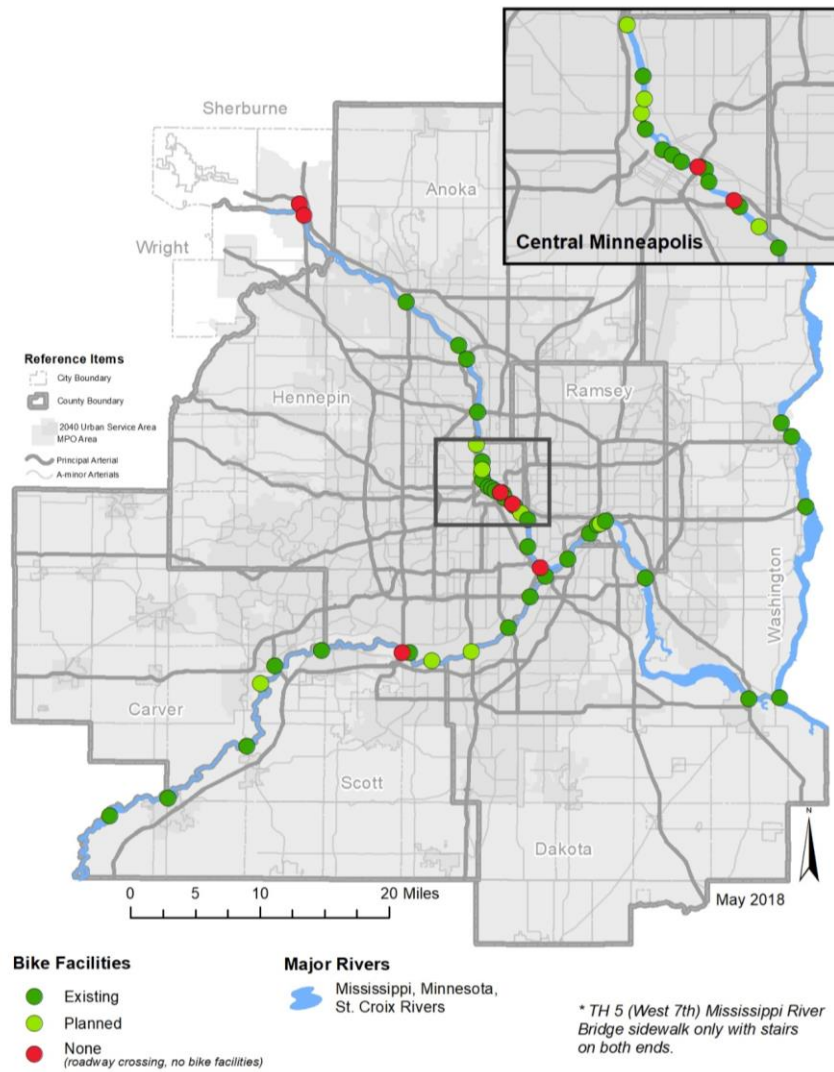 Sherburne
Anoka
Wright
Central Minneapolis
Reference Items
City Boundary
County Boundary
2040 Urban Service Area
MPO Area
Principal Arterial
A-minor Arterials
Hennepin
Ramsey
Washington
Carver
Scott
Dakota
N
0 5 10 20 Miles
May 2018
Bike Facilities
Existing
Planned
None
(roadway crossing, no bike facilities)
Major Rivers
Mississippi, Minnesota,
St. Croix Rivers
* TH 5 (West 7th) Mississippi River
Bridge sidewalk only with stairs
on both ends.